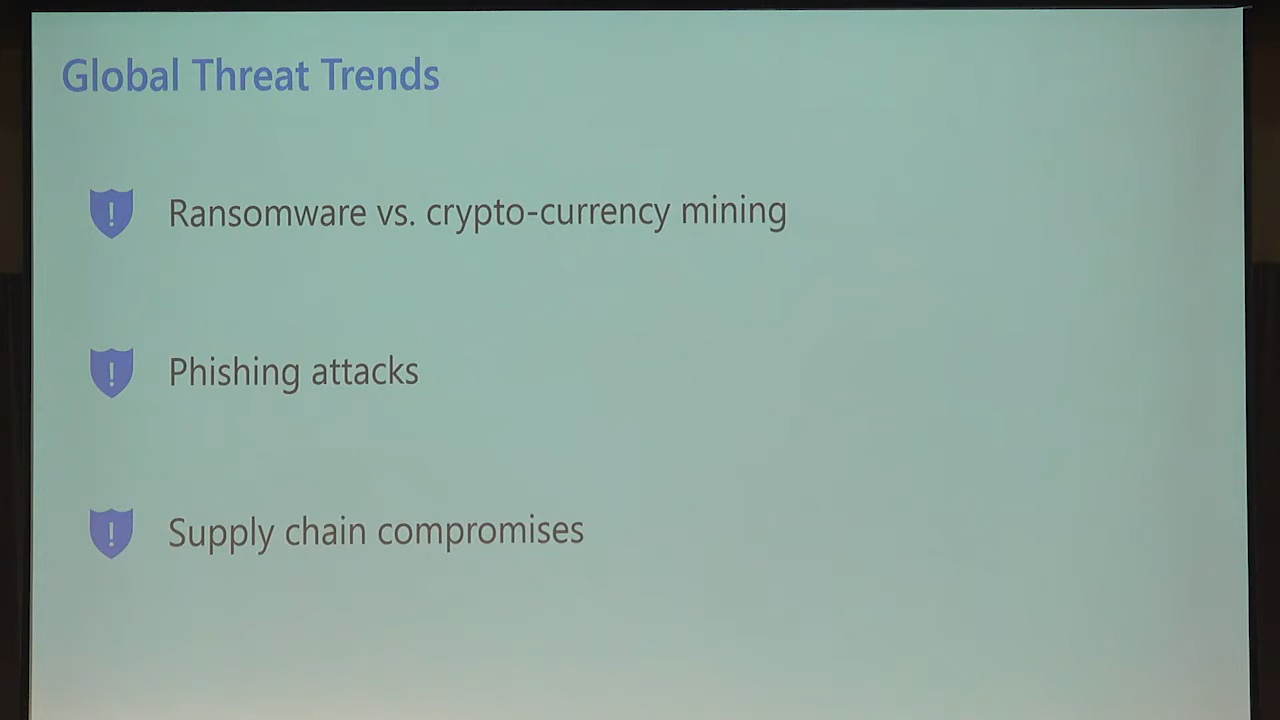 Global Threat Trends
Ransomware vs. crypto-currency mining
Phishing attacks
Supply chain compromises